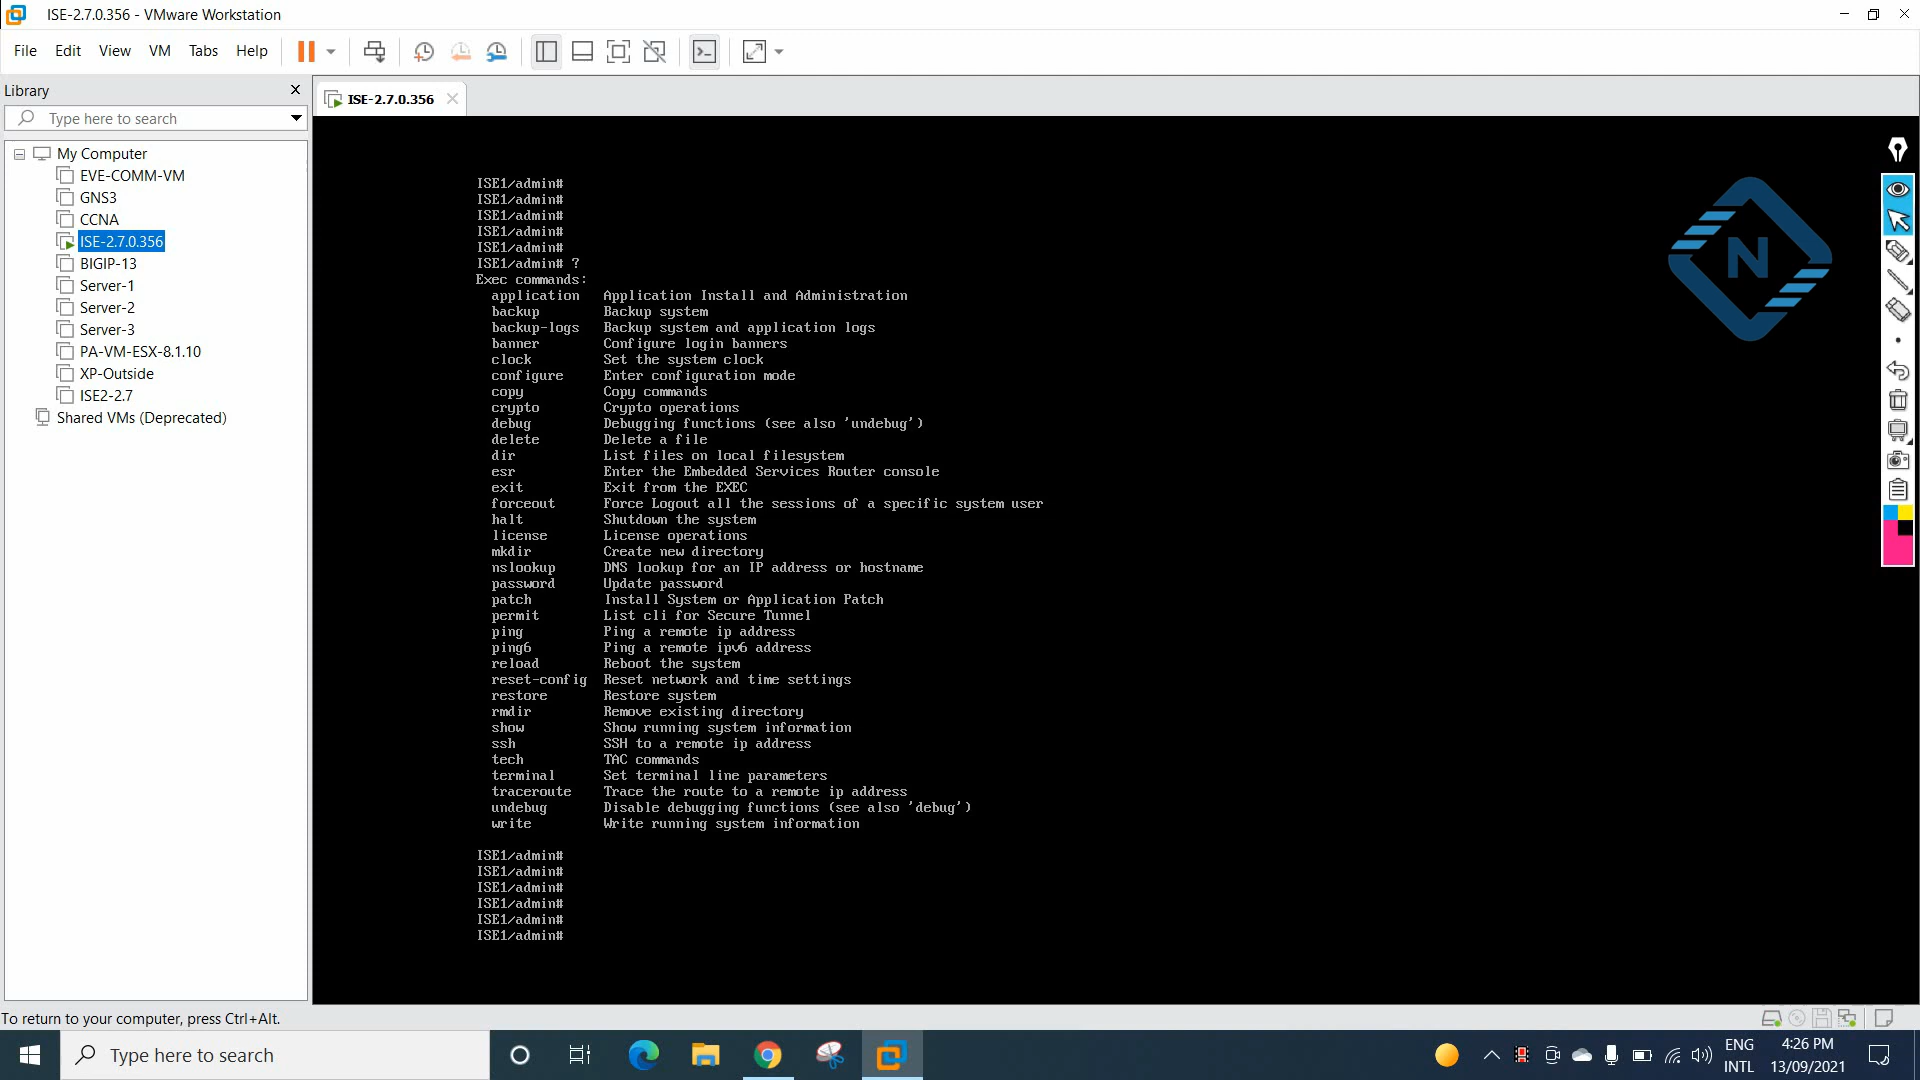 ISE-2.7.0.356 - VMware Workstation
File Edit View VM Tabs Help
Library
Type here to search
My Computer
EVE-COMM-VM
GNS3
CCNA
ISE-2.7.0.356
BIGIP-13
Server-1
Server-2
Server-3
PA-VM-ESX-8.1.10
XP-Outside
ISE2-2.7
Shared VMs (Deprecated)
ISE-2.7.0.356
ISE1/admin#
ISE1/admin#
ISE1/admin#
ISE1/admin#
ISE1/admin#
ISE1/admin# ?
Exec commands:
application Application Install and Administration
backup Backup system
backup-logs Backup system and application logs
banner Configure login banners
clock Set the system clock
configure Enter configuration mode
copy Copy commands
crypto Crypto operations
debug Debugging functions (see also 'undebug')
delete Delete a file
dir List files on local filesystem
esr Enter the Embedded Services Router console
exit Exit from the EXEC
forceout Force Logout all the sessions of a specific system user
halt Shutdown the system
license License operations
mkdir Create new directory
nslookup DNS lookup for an IP address or hostname
password Update password
patch Install System or Application Patch
permit List cli for Secure Tunnel
ping Ping a remote ip address
ping6 Ping a remote ipv6 address
reload Reboot the system
reset-config Reset network and time settings
restore Restore system
rmdir Remove existing directory
show Show running system information
ssh SSH to a remote ip address
tech TAC commands
terminal Set terminal line parameters
traceroute Trace the route to a remote ip address
undebug Disable debugging functions (see also 'debug')
write Write running system information
ISE1/admin#
ISE1/admin#
ISE1/admin#
ISE1/admin#
ISE1/admin#
ISE1/admin#
N
To return to your computer, press Ctrl+Alt.
Type here to search
ENG
INTL
4:26 PM
13/09/2021